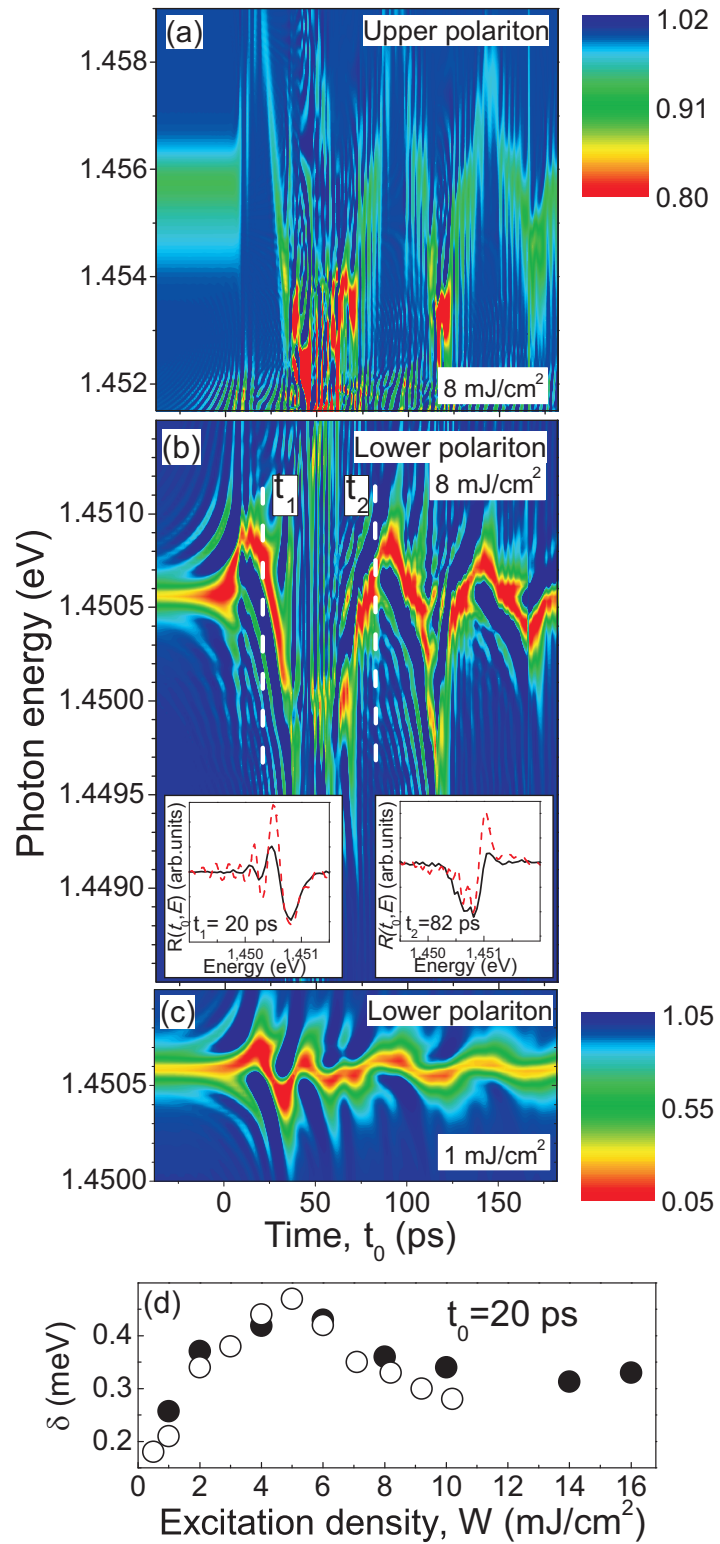 (a)
Upper polariton
1.458
1.456
1.454
1.452
8 mJ/cm²
1.02
0.91
0.80
(b)
Lower polariton
8 mJ/cm²
t₁
t₂
1.4510
1.4505
1.4500
1.4495
1.4490
Photon energy (eV)
R(t₀,E) (arb.units)
t₁= 20 ps
1,450
1,451
Energy (eV)
R(t₀,E) (arb.units)
t₂=82 ps
1,450
1,451
Energy (eV)
(c)
Lower polariton
1.4505
1.4500
1 mJ/cm²
1.05
0.55
0.05
0
50
100
150
Time, t₀ (ps)
(d)
t₀=20 ps
δ (meV)
0.4
0.3
0.2
0
2
4
6
8
10
12
14
16
Excitation density, W (mJ/cm²)